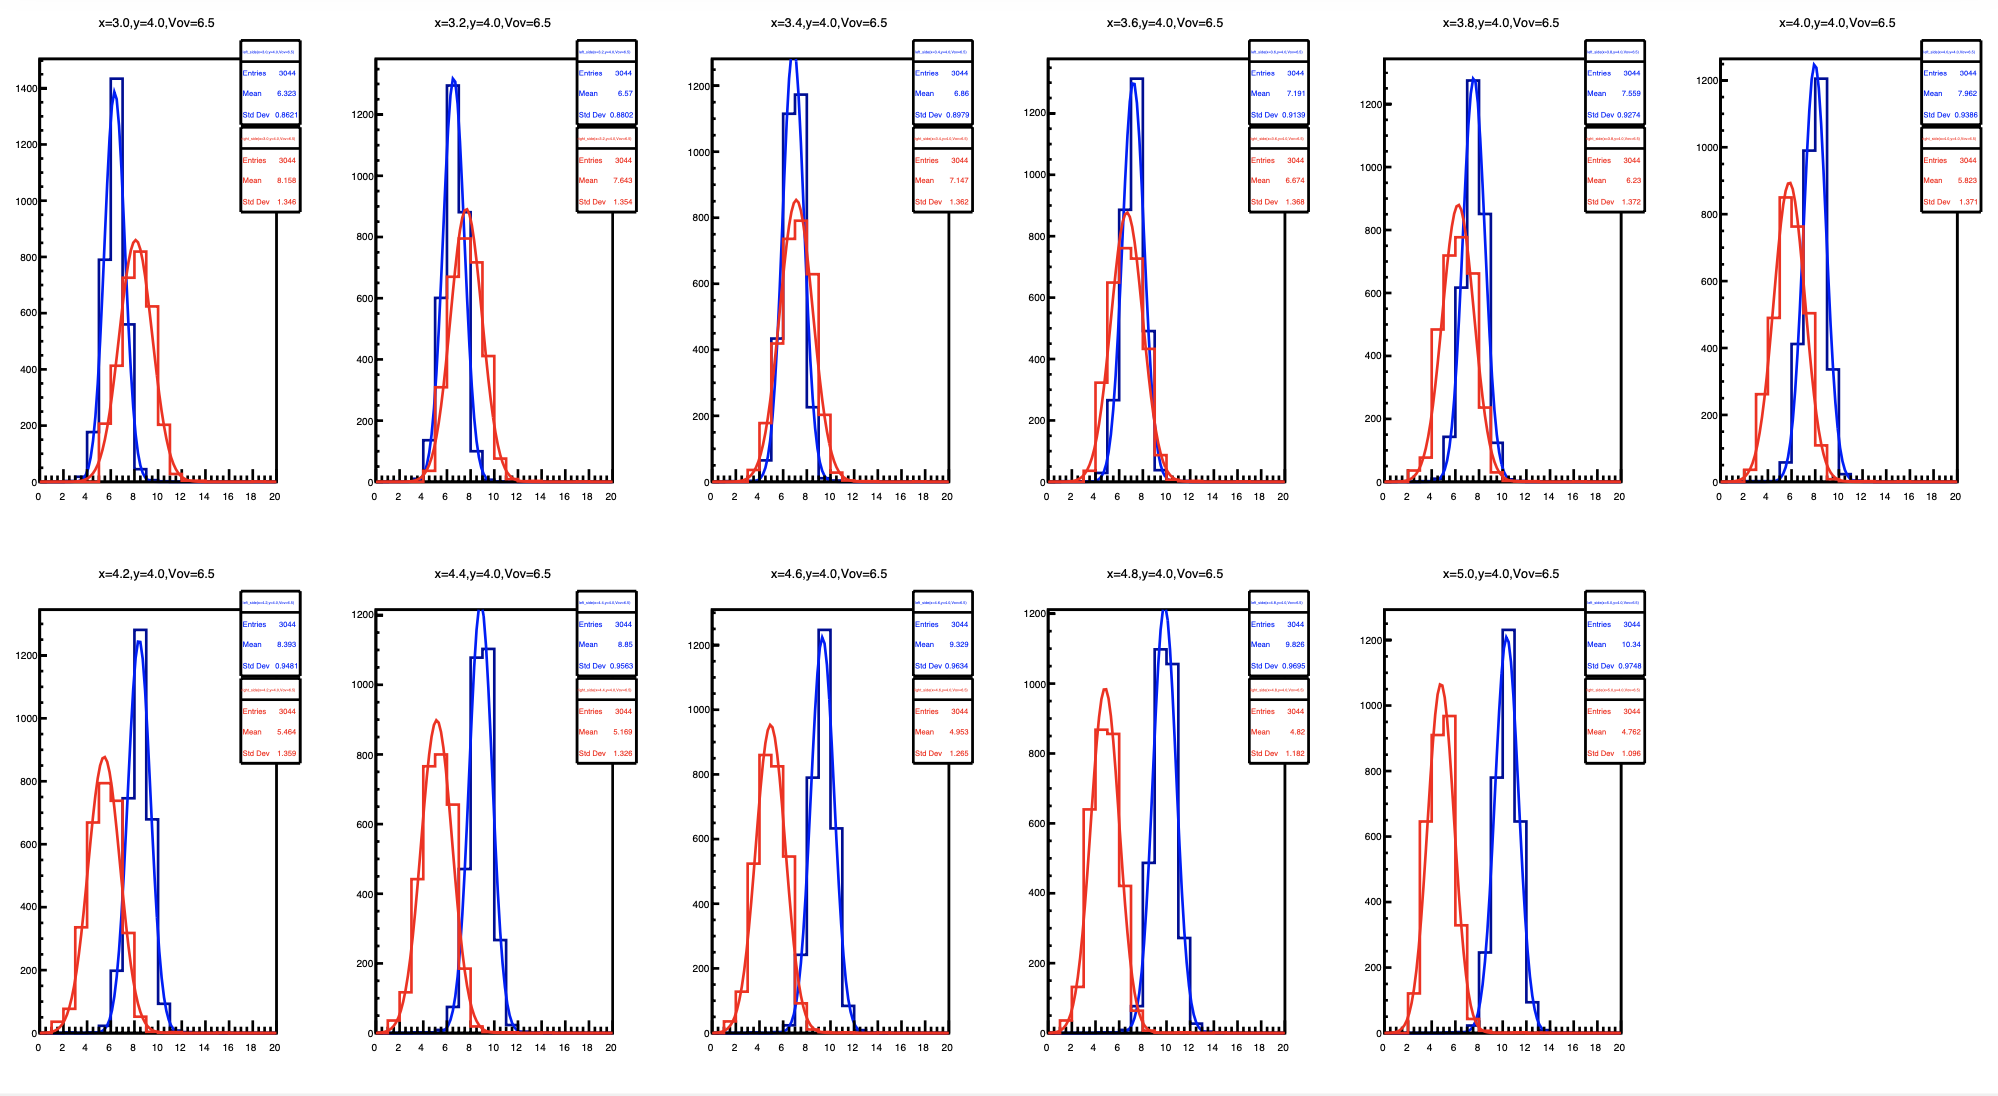 x=3.0,y=4.0,Vov=6.5
Entries 3044
Mean 6.323
Std Dev 0.8621
Entries 3044
Mean 8.158
Std Dev 1.346
1400
1200
1000
800
600
400
200
0
0 2 4 6 8 10 12 14 16 18 20
x=3.2,y=4.0,Vov=6.5
Entries 3044
Mean 6.57
Std Dev 0.8802
Entries 3044
Mean 7.643
Std Dev 1.354
1200
1000
800
600
400
200
0
0 2 4 6 8 10 12 14 16 18 20
x=3.4,y=4.0,Vov=6.5
Entries 3044
Mean 6.86
Std Dev 0.8979
Entries 3044
Mean 7.147
Std Dev 1.362
1200
1000
800
600
400
200
0
0 2 4 6 8 10 12 14 16 18 20
x=3.6,y=4.0,Vov=6.5
Entries 3044
Mean 7.191
Std Dev 0.9139
Entries 3044
Mean 6.674
Std Dev 1.368
1200
1000
800
600
400
200
0
0 2 4 6 8 10 12 14 16 18 20
x=3.8,y=4.0,Vov=6.5
Entries 3044
Mean 7.559
Std Dev 0.9274
Entries 3044
Mean 6.23
Std Dev 1.372
1200
1000
800
600
400
200
0
0 2 4 6 8 10 12 14 16 18 20
x=4.0,y=4.0,Vov=6.5
Entries 3044
Mean 7.962
Std Dev 0.9386
Entries 3044
Mean 5.823
Std Dev 1.371
1200
1000
800
600
400
200
0
0 2 4 6 8 10 12 14 16 18 20
x=4.2,y=4.0,Vov=6.5
Entries 3044
Mean 8.393
Std Dev 0.9481
Entries 3044
Mean 5.464
Std Dev 1.359
1200
1000
800
600
400
200
0
0 2 4 6 8 10 12 14 16 18 20
x=4.4,y=4.0,Vov=6.5
Entries 3044
Mean 8.85
Std Dev 0.9563
Entries 3044
Mean 5.169
Std Dev 1.326
1200
1000
800
600
400
200
0
0 2 4 6 8 10 12 14 16 18 20
x=4.6,y=4.0,Vov=6.5
Entries 3044
Mean 9.329
Std Dev 0.9634
Entries 3044
Mean 4.953
Std Dev 1.265
1200
1000
800
600
400
200
0
0 2 4 6 8 10 12 14 16 18 20
x=4.8,y=4.0,Vov=6.5
Entries 3044
Mean 9.826
Std Dev 0.9695
Entries 3044
Mean 4.82
Std Dev 1.182
1200
1000
800
600
400
200
0
0 2 4 6 8 10 12 14 16 18 20
x=5.0,y=4.0,Vov=6.5
Entries 3044
Mean 10.34
Std Dev 0.9748
Entries 3044
Mean 4.762
Std Dev 1.096
1200
1000
800
600
400
200
0
0 2 4 6 8 10 12 14 16 18 20